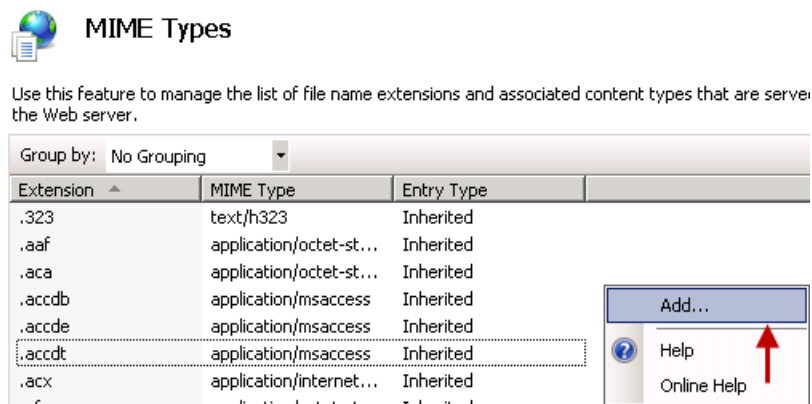 MIME Types
Use this feature to manage the list of file name extensions and associated content types that are served
the Web server.
Group by: No Grouping
Extension MIME Type Entry Type
.323 text/h323 Inherited
.aaf application/octet-st... Inherited
.aca application/octet-st... Inherited
.accdb application/msaccess Inherited
.accde application/msaccess Inherited
.accdt application/msaccess Inherited
.acx application/internet... Inherited
Add...
Help
Online Help